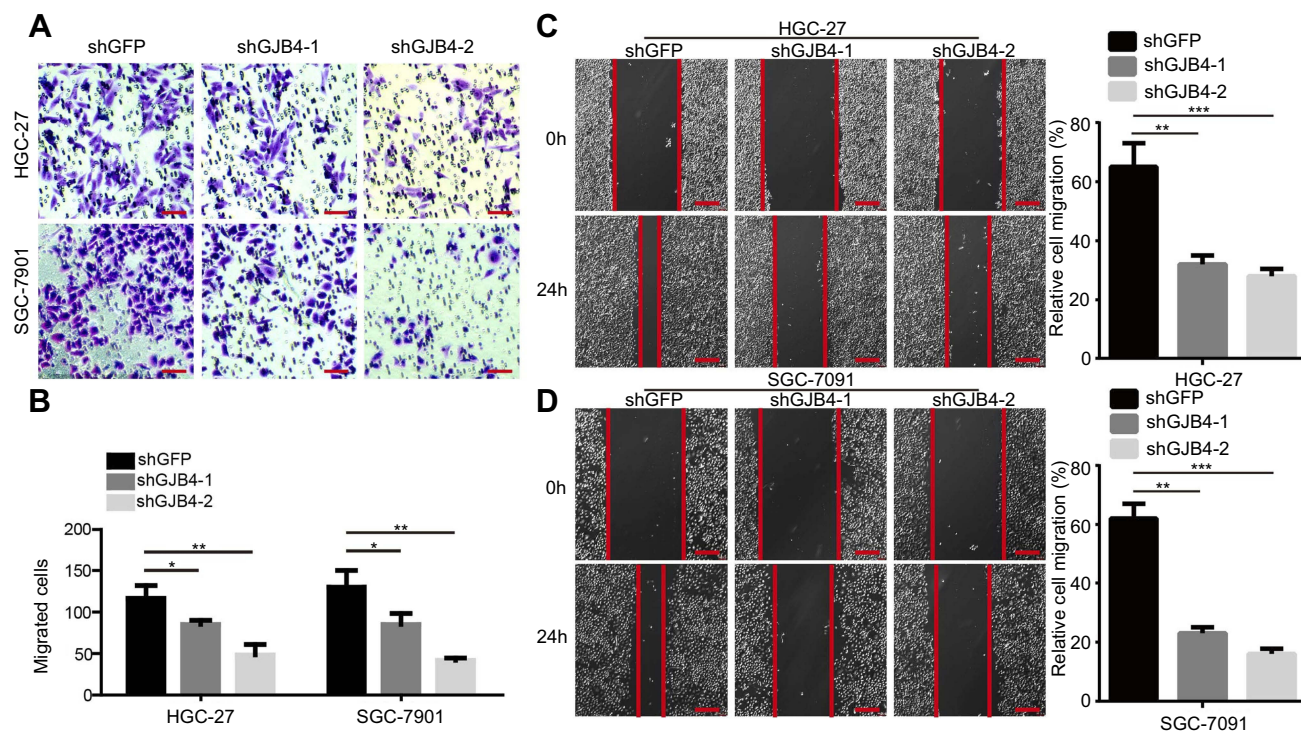 A
shGFP shGJB4-1 shGJB4-2
HGC-27
SGC-7901
B
shGFP
shGJB4-1
shGJB4-2
Migrated cells
200
150
100
50
0
* ** * **
HGC-27 SGC-7901
C
HGC-27
shGFP shGJB4-1 shGJB4-2
0h
24h
shGFP
shGJB4-1
shGJB4-2
***
**
Relative cell migration (%)
80
60
40
20
0
HGC-27
D
SGC-7091
shGFP shGJB4-1 shGJB4-2
0h
24h
shGFP
shGJB4-1
shGJB4-2
***
**
Relative cell migration (%)
80
60
40
20
0
SGC-7091